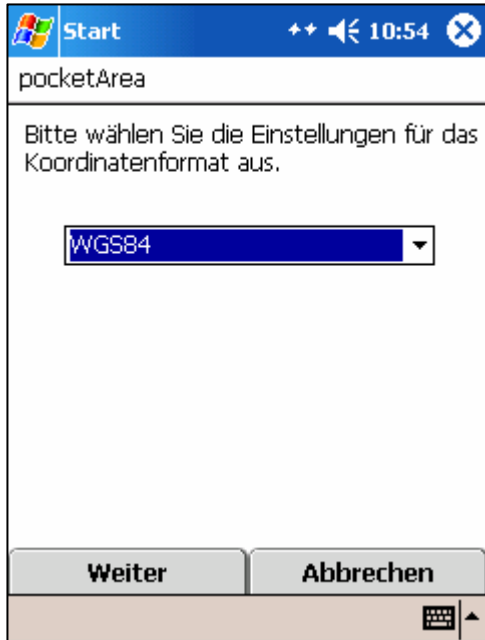 Start 10:54
pocketArea
Bitte wählen Sie die Einstellungen für das
Koordinatenformat aus.
WGS84
Weiter Abbrechen